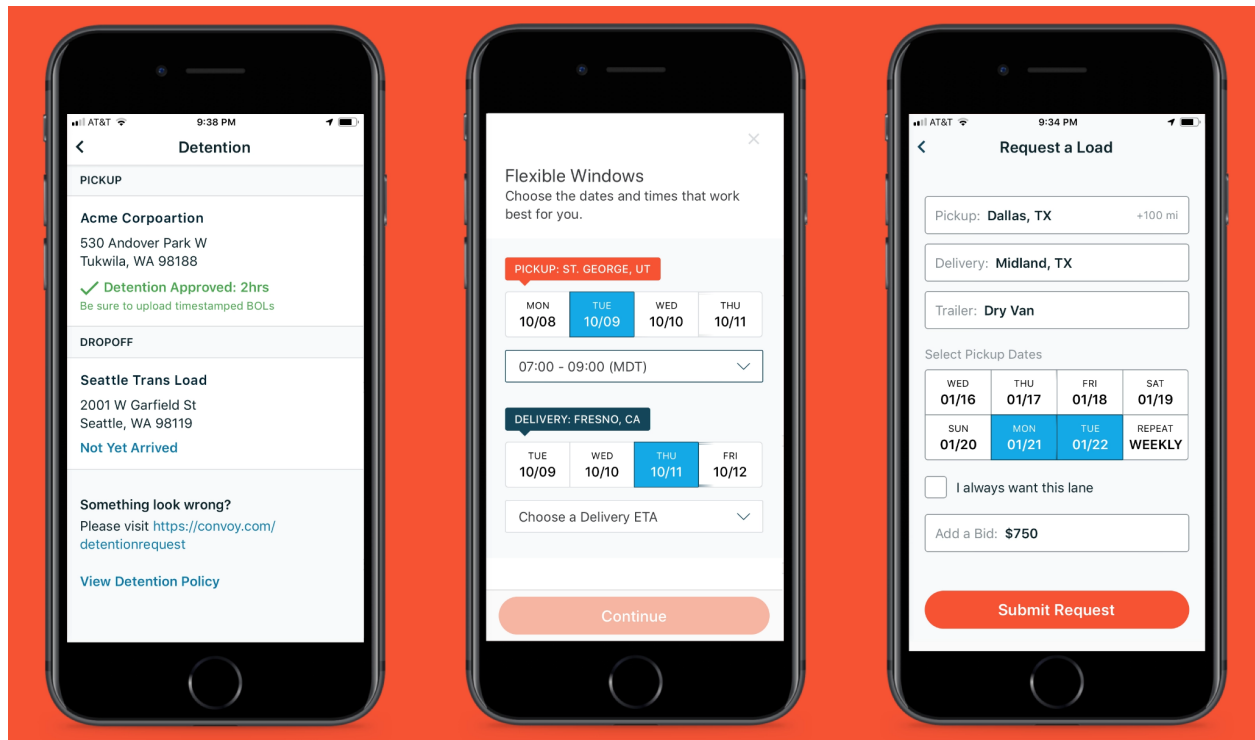 AT&T 9:38 PM
Detention
PICKUP
Acme Corpoartion
530 Andover Park W
Tukwila, WA 98188
Detention Approved: 2hrs
Be sure to upload timestamped BOLs
DROPOFF
Seattle Trans Load
2001 W Garfield St
Seattle, WA 98119
Not Yet Arrived
Something look wrong?
Please visit https://convoy.com/
detentionrequest
View Detention Policy
Flexible Windows
Choose the dates and times that work
best for you.
PICKUP: ST. GEORGE, UT
MON TUE WED THU
10/08 10/09 10/10 10/11
07:00 - 09:00 (MDT)
DELIVERY: FRESNO, CA
TUE WED THU FRI
10/09 10/10 10/11 10/12
Choose a Delivery ETA
Continue
AT&T 9:34 PM
Request a Load
Pickup: Dallas, TX +100 mi
Delivery: Midland, TX
Trailer: Dry Van
Select Pickup Dates
WED THU FRI SAT
01/16 01/17 01/18 01/19
SUN MON TUE REPEAT
01/20 01/21 01/22 WEEKLY
I always want this lane
Add a Bid: $750
Submit Request